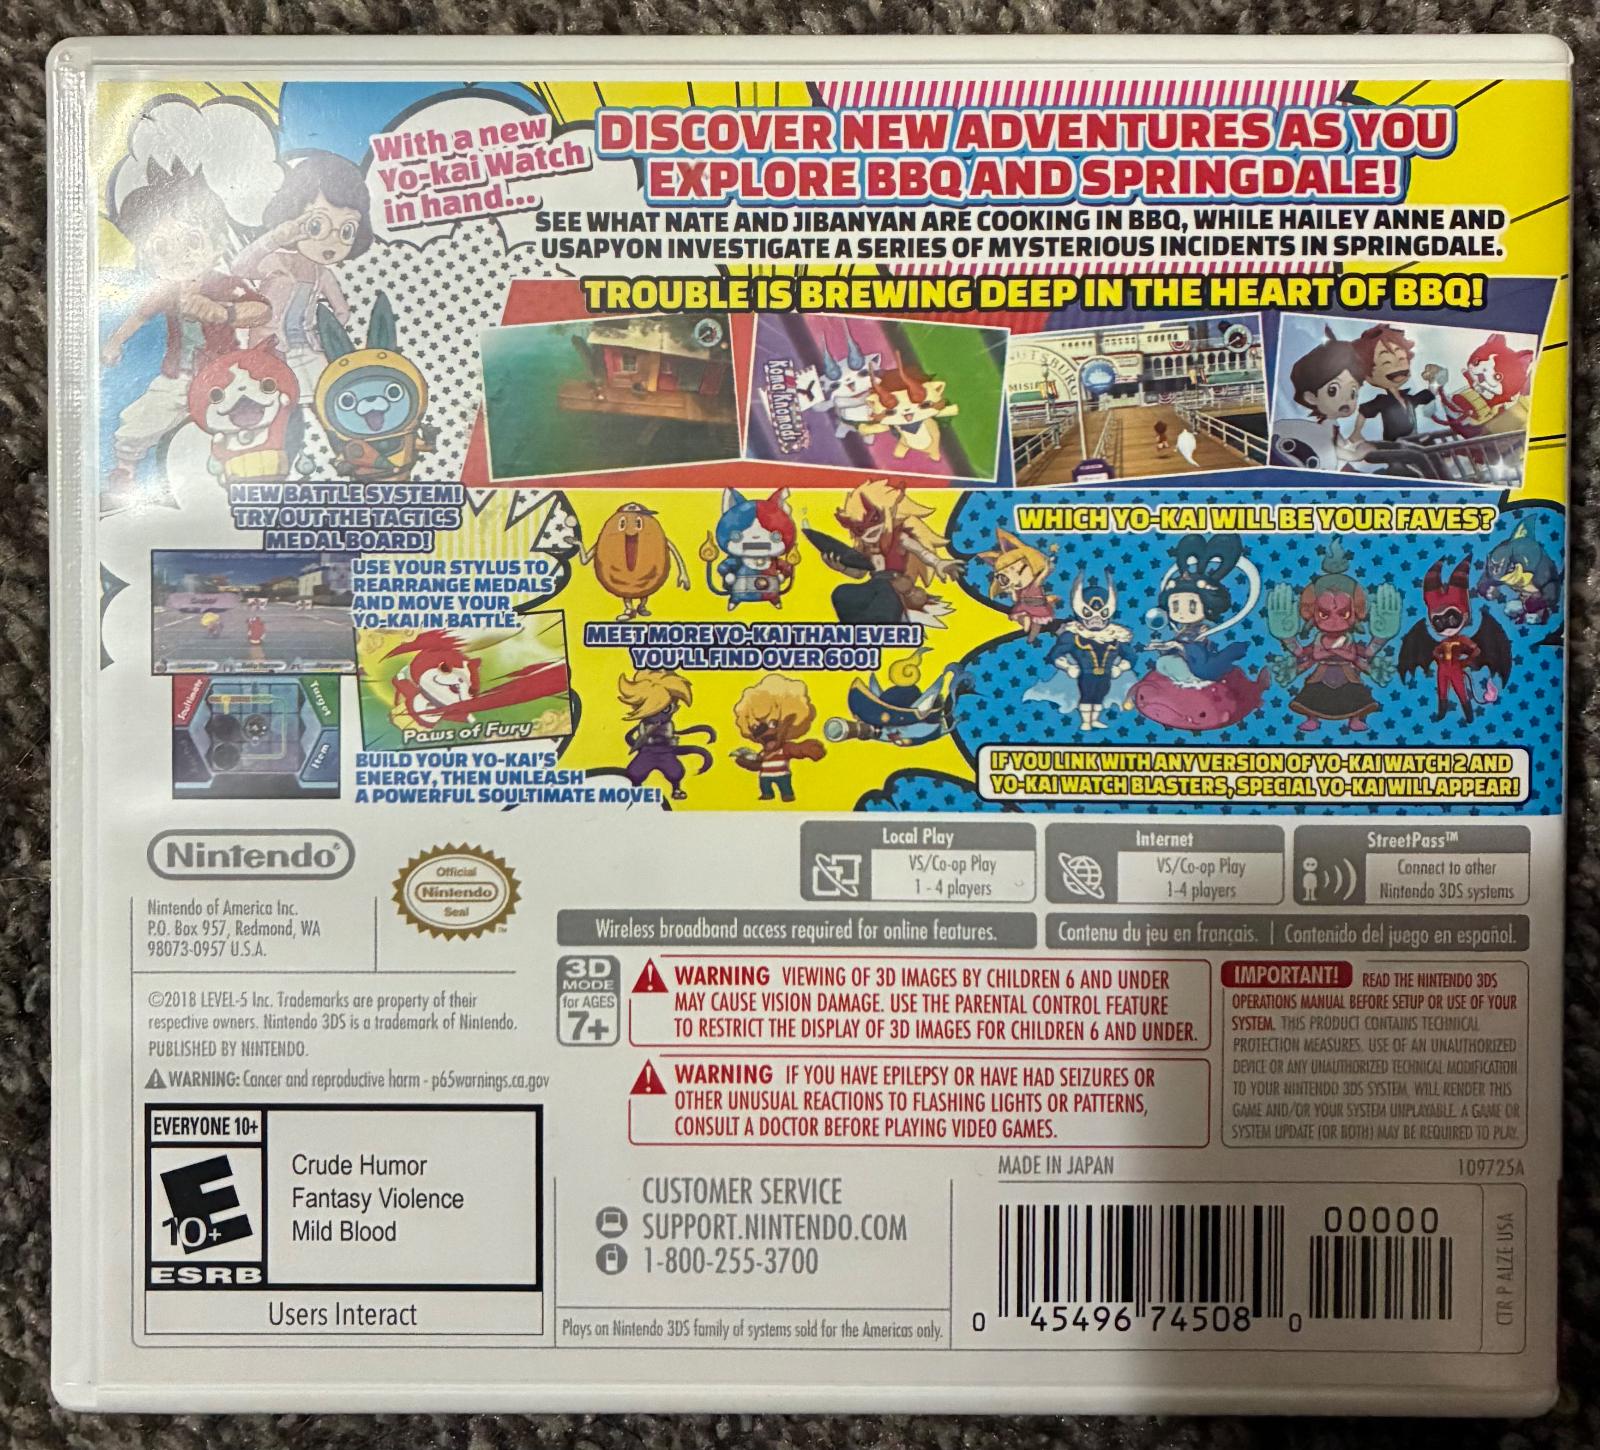 With a new
Yo-kai Watch
in hand...
DISCOVER NEW ADVENTURES AS YOU
EXPLORE BBQ AND SPRINGDALE!
SEE WHAT NATE AND JIBANYAN ARE COOKING IN BBQ, WHILE HAILEY ANNE AND
USAPYON INVESTIGATE A SERIES OF MYSTERIOUS INCIDENTS IN SPRINGDALE.
TROUBLE IS BREWING DEEP IN THE HEART OF BBQ!
NEW BATTLE SYSTEM!
TRY OUT THE TACTICS
MEDAL BOARD!
USE YOUR STYLUS TO
REARRANGE MEDALS
AND MOVE YOUR
YO-KAI IN BATTLE.
Soultimate
Target
Item
Paws of Fury
BUILD YOUR YO-KAI'S
ENERGY, THEN UNLEASH
A POWERFUL SOULTIMATE MOVE!
MEET MORE YO-KAI THAN EVER!
YOU'LL FIND OVER 600!
WHICH YO-KAI WILL BE YOUR FAVES?
IF YOU LINK WITH ANY VERSION OF YO-KAI WATCH 2 AND
YO-KAI WATCH BLASTERS, SPECIAL YO-KAI WILL APPEAR!
Nintendo®
Official
Nintendo
Seal
TM
Nintendo of America Inc.
P.O. Box 957, Redmond, WA
98073-0957 U.S.A.
©2018 LEVEL-5 Inc. Trademarks are property of their
respective owners. Nintendo 3DS is a trademark of Nintendo.
PUBLISHED BY NINTENDO.
WARNING: Cancer and reproductive harm - p65warnings.ca.gov
Local Play
VS/Co-op Play
1 - 4 players
Internet
VS/Co-op Play
1-4 players
StreetPass™
Connect to other
Nintendo 3DS systems
Wireless broadband access required for online features.
Contenu du jeu en français. | Contenido del juego en español.
3D
MODE
for AGES
7+
WARNING VIEWING OF 3D IMAGES BY CHILDREN 6 AND UNDER
MAY CAUSE VISION DAMAGE. USE THE PARENTAL CONTROL FEATURE
TO RESTRICT THE DISPLAY OF 3D IMAGES FOR CHILDREN 6 AND UNDER.
WARNING IF YOU HAVE EPILEPSY OR HAVE HAD SEIZURES OR
OTHER UNUSUAL REACTIONS TO FLASHING LIGHTS OR PATTERNS,
CONSULT A DOCTOR BEFORE PLAYING VIDEO GAMES.
IMPORTANT! READ THE NINTENDO 3DS
OPERATIONS MANUAL BEFORE SETUP OR USE OF YOUR
SYSTEM. THIS PRODUCT CONTAINS TECHNICAL
PROTECTION MEASURES. USE OF AN UNAUTHORIZED
DEVICE OR ANY UNAUTHORIZED TECHNICAL MODIFICATION
TO YOUR NINTENDO 3DS SYSTEM, WILL RENDER THIS
GAME AND/OR YOUR SYSTEM UNPLAYABLE. A GAME OR
SYSTEM UPDATE (OR BOTH) MAY BE REQUIRED TO PLAY.
EVERYONE 10+
E
10+
ESRB
Crude Humor
Fantasy Violence
Mild Blood
Users Interact
CUSTOMER SERVICE
SUPPORT.NINTENDO.COM
1-800-255-3700
Plays on Nintendo 3DS family of systems sold for the Americas only.
MADE IN JAPAN
109725A
00000
0 45496 74508 0
CTR P ALZE USA